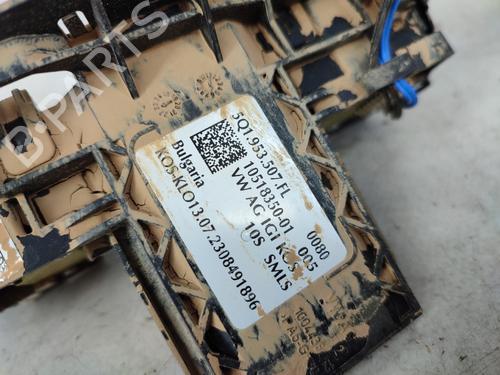 B-PARTS
5Q1.953.507.FL
10518350-01 0080
VW AG IGI KOS 005
10S SMLS
Bulgaria
KOS.KLO13.07.2308491896